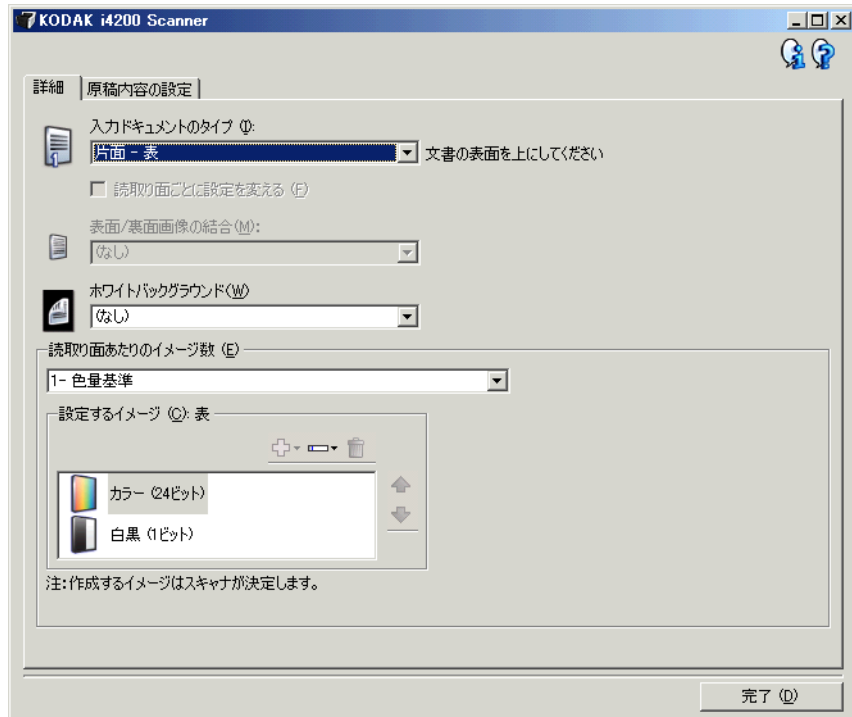 KODAK i4200 Scanner
詳細
原稿内容の設定
入力ドキュメントのタイプ (I):
片面 - 表
文書の表面を上にしてください
読取り面ごとに設定を変える (F)
表面/裏面画像の結合(M):
(なし)
ホワイトバックグラウンド(W)
(なし)
読取り面あたりのイメージ数 (E)
1- 色量基準
設定するイメージ (C): 表
カラー (24ビット)
白黒 (1ビット)
注:作成するイメージはスキャナが決定します。
完了 (D)